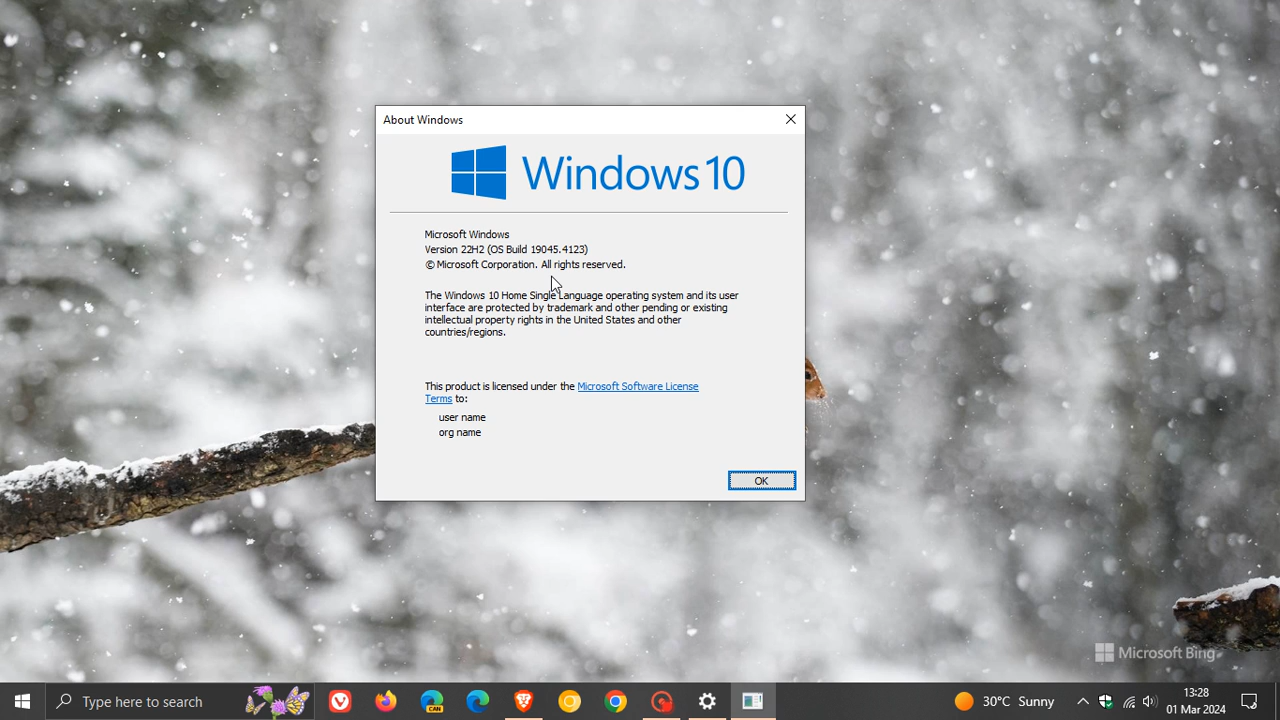 About Windows
Windows 10
Microsoft Windows
Version 22H2 (OS Build 19045.4123)
© Microsoft Corporation. All rights reserved.
The Windows 10 Home Single Language operating system and its user
interface are protected by trademark and other pending or existing
intellectual property rights in the United States and other
countries/regions.
This product is licensed under the Microsoft Software License
Terms to:
user name
org name
OK
Microsoft Bing
Type here to search
CAN
30°C Sunny
13:28
01 Mar 2024